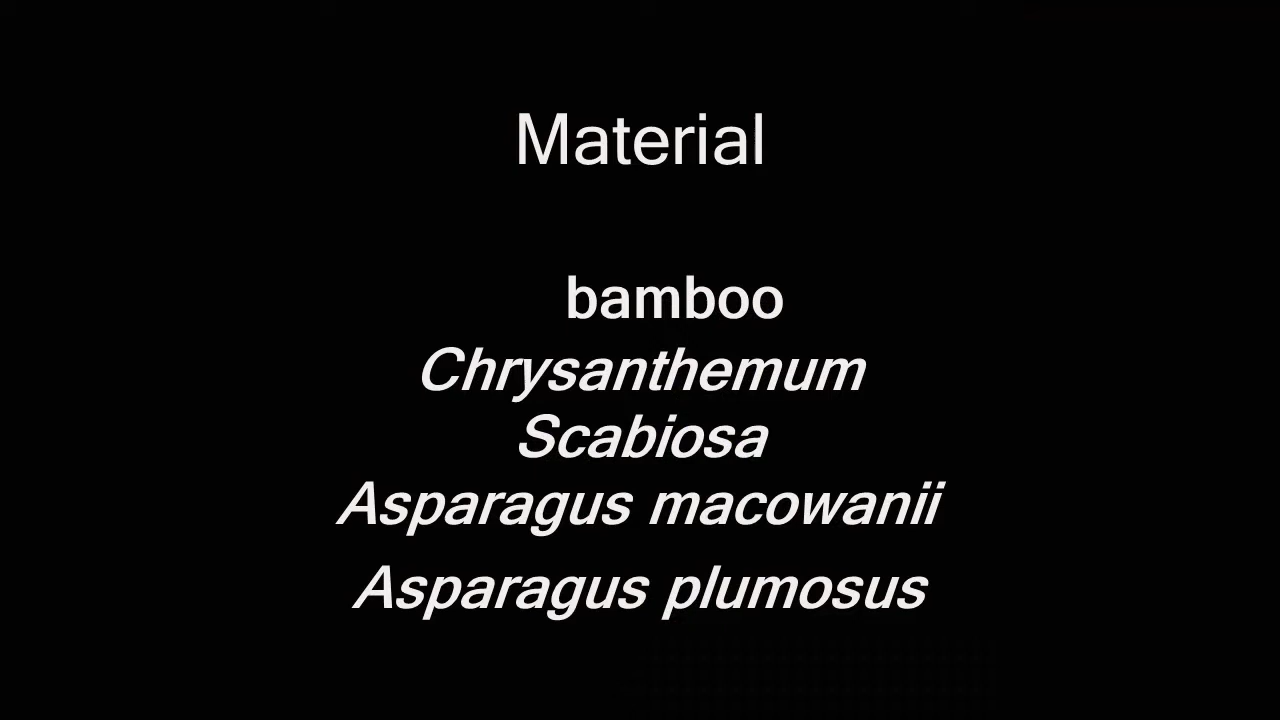 Material
bamboo
Chrysanthemum
Scabiosa
Asparagus macowanii
Asparagus plumosus